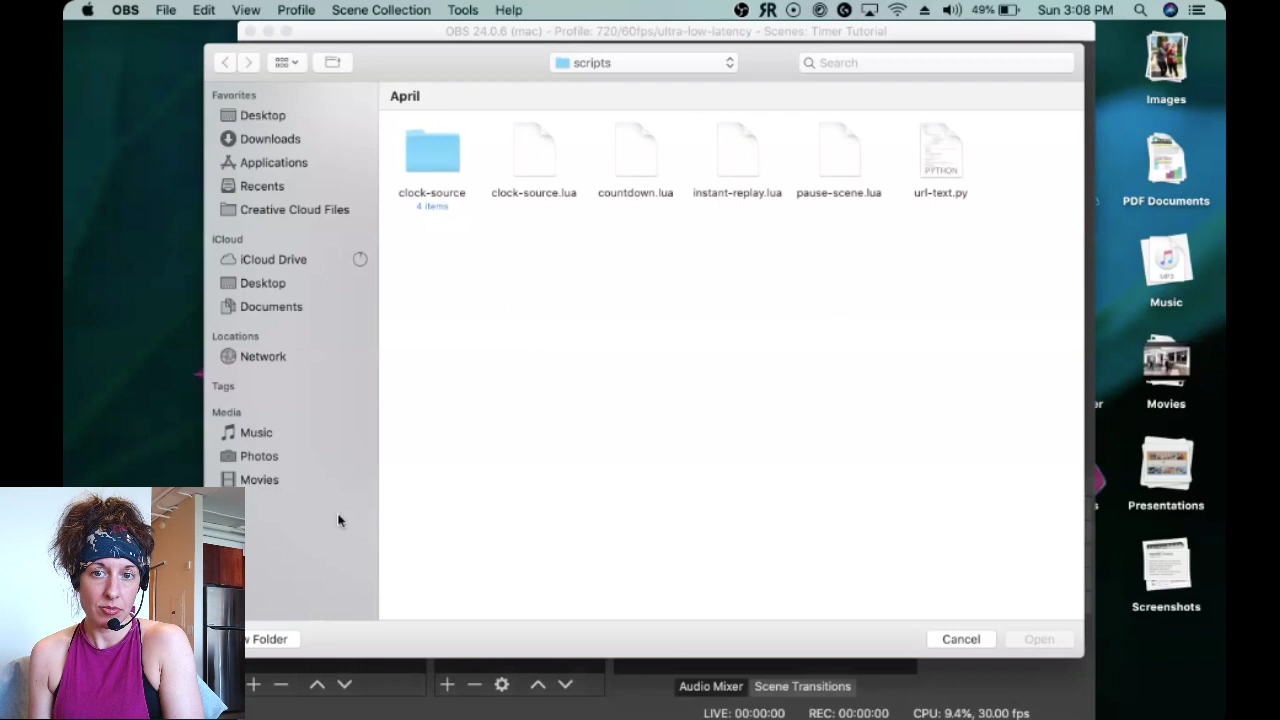 OBS File Edit View Profile Scene Collection Tools Help 49% Sun 3:08 PM
OBS 24.0.6 (mac) - Profile: 720/60fps/ultra-low-latency - Scenes: Timer Tutorial
scripts
Search
Favorites
Desktop
Downloads
Applications
Recents
Creative Cloud Files
iCloud
iCloud Drive
Desktop
Documents
Locations
Network
Tags
Media
Music
Photos
Movies
April
clock-source
4 items
clock-source.lua
countdown.lua
instant-replay.lua
pause-scene.lua
PYTHON
url-text.py
Folder
Cancel
Open
Images
PDF Documents
MP3
Music
Movies
Presentations
Screenshots
Audio Mixer
Scene Transitions
LIVE: 00:00:00
REC: 00:00:00
CPU: 9.4%, 30.00 fps